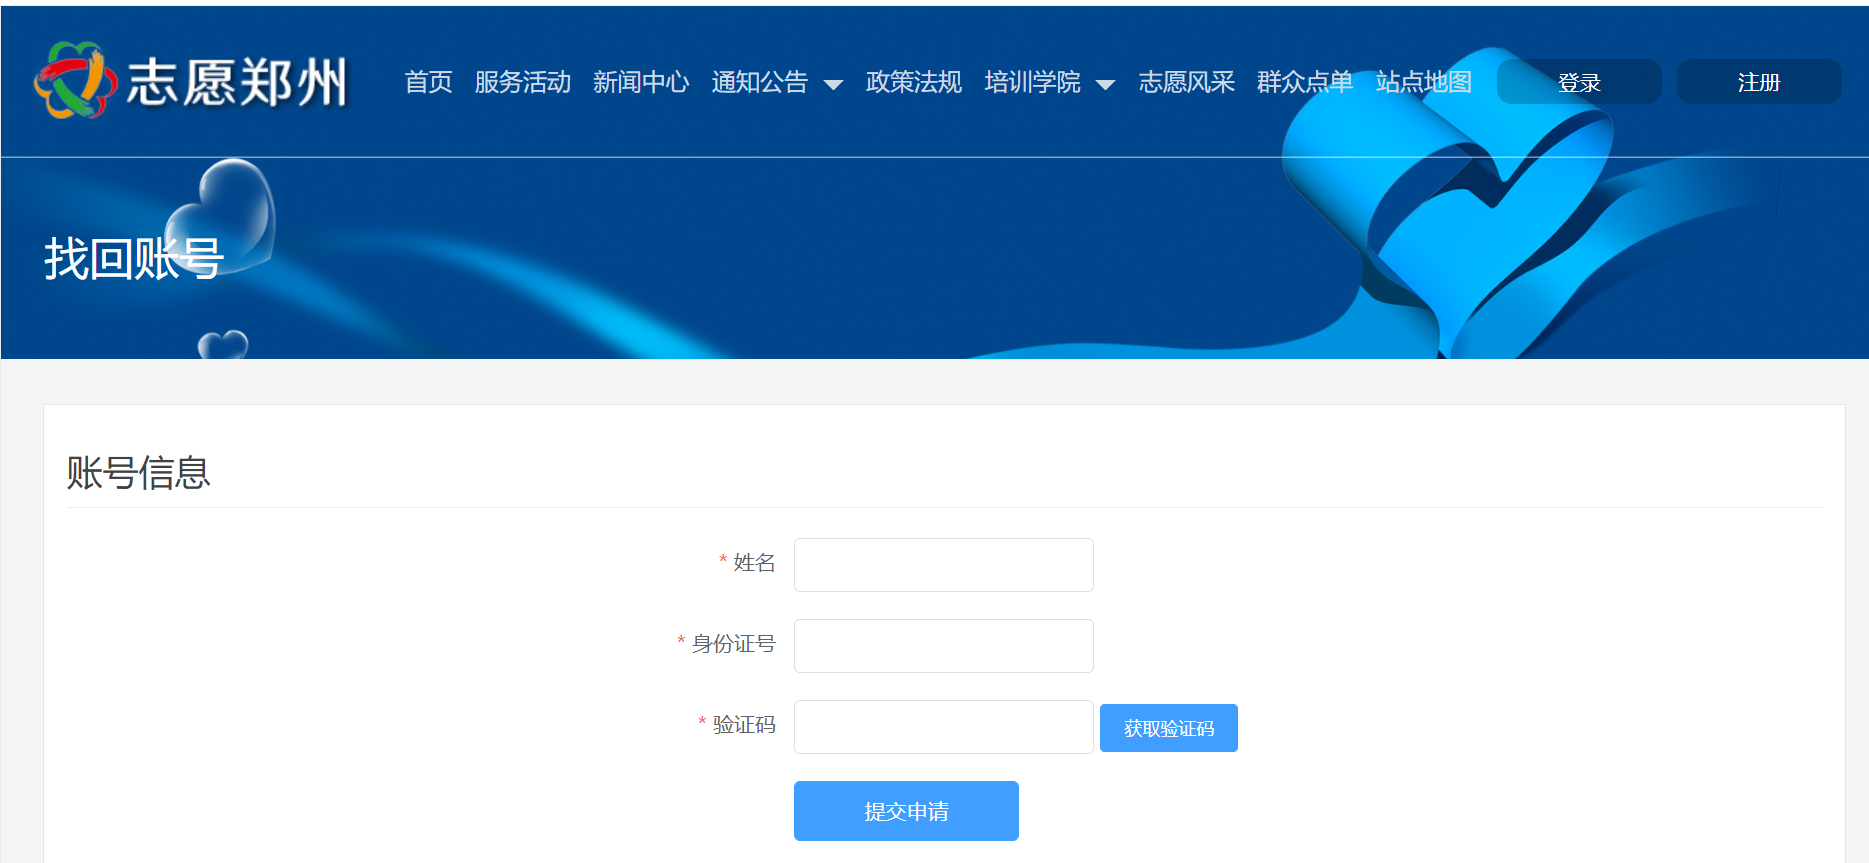 志愿郑州
首页 服务活动 新闻中心 通知公告 政策法规 培训学院 志愿风采 群众点单 站点地图 登录 注册
找回账号
账号信息
* 姓名
* 身份证号
* 验证码 获取验证码
提交申请